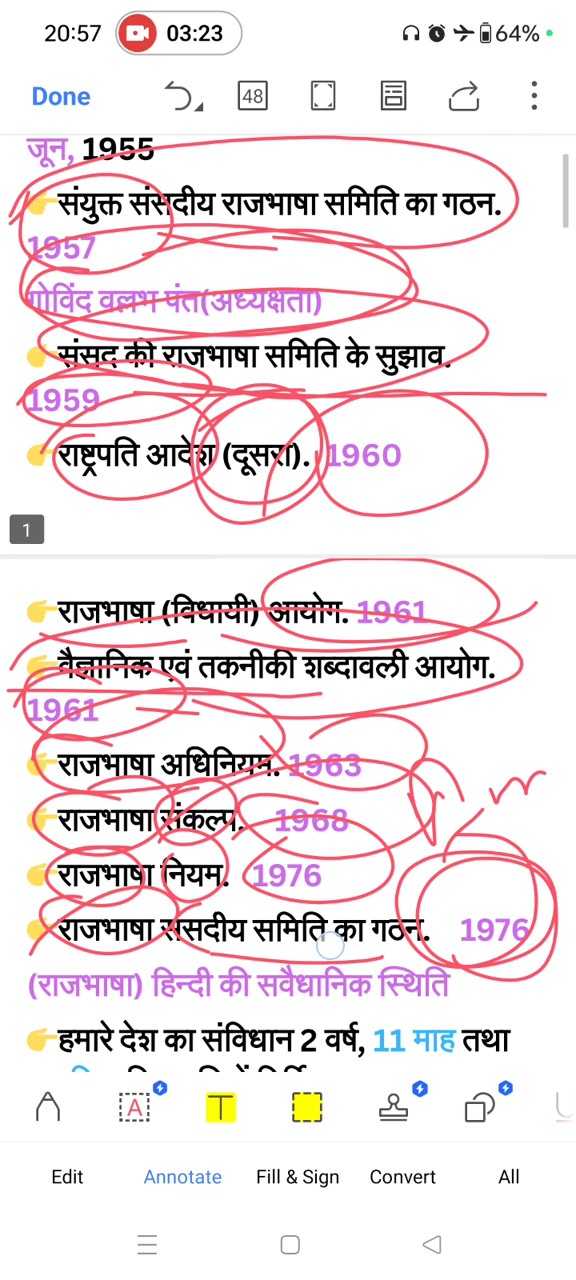 20:57 03:23 64%
Done 48
जून, 1955
👉संयुक्त संसदीय राजभाषा समिति का गठन.
1957
गोविंद वलभ पंत(अध्यक्षता)
👉संसद की राजभाषा समिति के सुझाव.
1959
👉राष्ट्रपति आदेश (दूसरा). 1960
1
👉राजभाषा (विधायी) आयोग. 1961
👉वैज्ञानिक एवं तकनीकी शब्दावली आयोग.
1961
👉राजभाषा अधिनियम. 1963
👉राजभाषा संकल्प. 1968
👉राजभाषा नियम. 1976
👉राजभाषा संसदीय समिति का गठन. 1976
(राजभाषा) हिन्दी की सवैधानिक स्थिति
👉हमारे देश का संविधान 2 वर्ष, 11 माह तथा
A T
Edit Annotate Fill & Sign Convert All